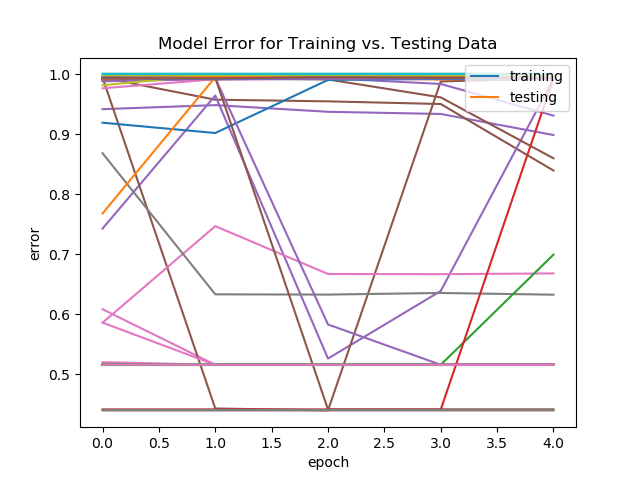 Model Error for Training vs. Testing Data
training
testing
1.0
0.9
0.8
0.7
0.6
0.5
error
0.0 0.5 1.0 1.5 2.0 2.5 3.0 3.5 4.0
epoch